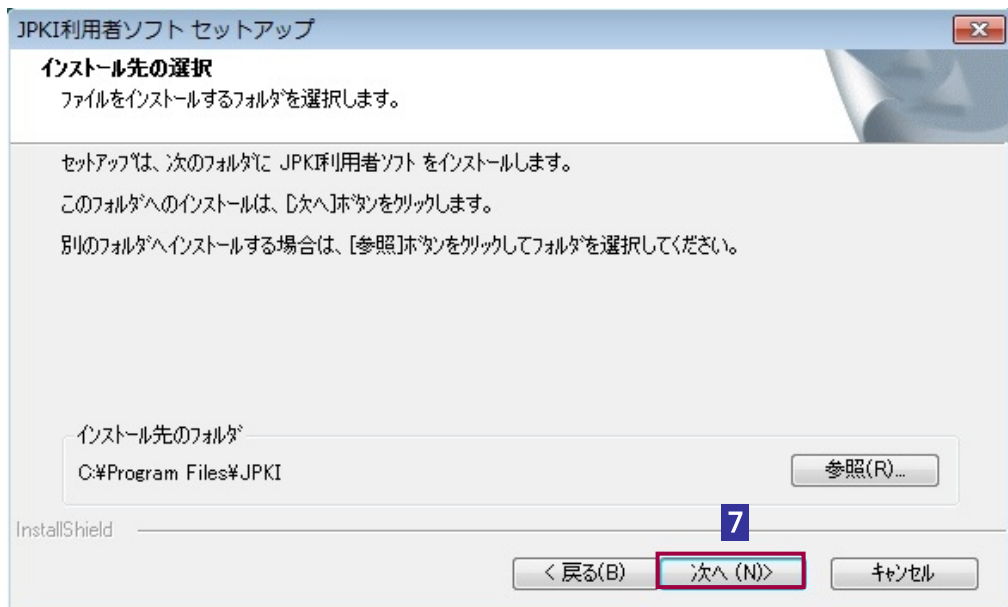 JPKI利用者ソフト セットアップ
インストール先の選択
ファイルをインストールするフォルダを選択します。
セットアップは、次のフォルダに JPKI利用者ソフト をインストールします。
このフォルダへのインストールは、[次へ]ボタンをクリックします。
別のフォルダへインストールする場合は、[参照]ボタンをクリックしてフォルダを選択してください。
インストール先のフォルダ
C:¥Program Files¥JPKI
参照(R)...
InstallShield
7
< 戻る(B)
次へ (N)>
キャンセル